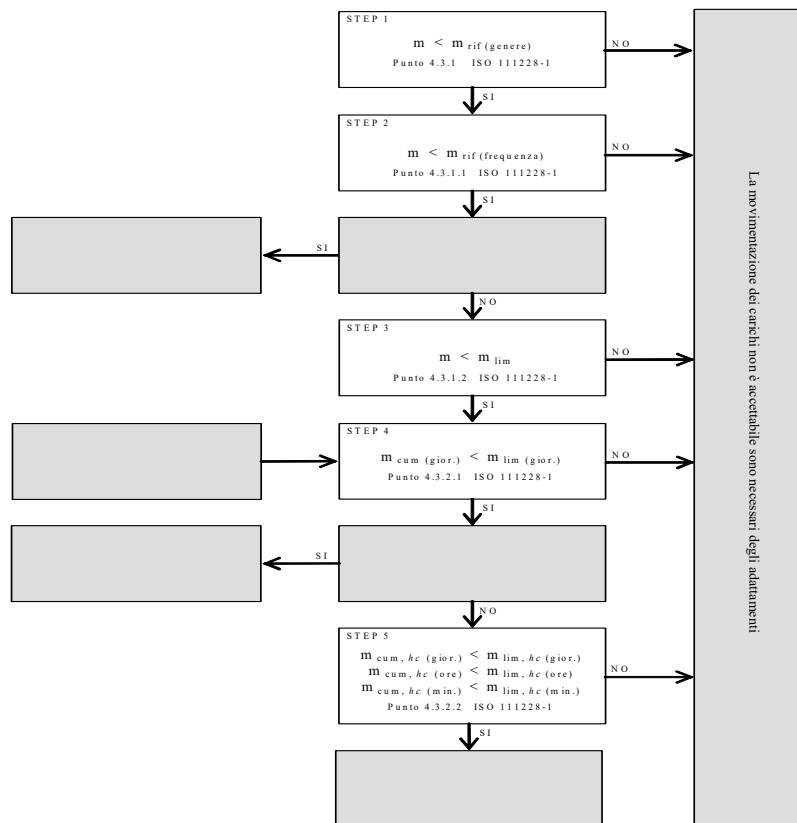 STEP 1
m < m rif (genere)
Punto 4.3.1 ISO 111228-1
NO
SI
STEP 2
m < m rif (frequenza)
Punto 4.3.1.1 ISO 111228-1
NO
SI
SI
NO
STEP 3
m < m lim
Punto 4.3.1.2 ISO 111228-1
NO
SI
STEP 4
m cum (gior.) < m lim (gior.)
Punto 4.3.2.1 ISO 111228-1
NO
SI
SI
NO
STEP 5
m cum, hc (gior.) < m lim, hc (gior.)
m cum, hc (ore) < m lim, hc (ore)
m cum, hc (min.) < m lim, hc (min.)
Punto 4.3.2.2 ISO 111228-1
NO
SI
La movimentazione dei carichi non è accettabile sono necessari degli adattamenti